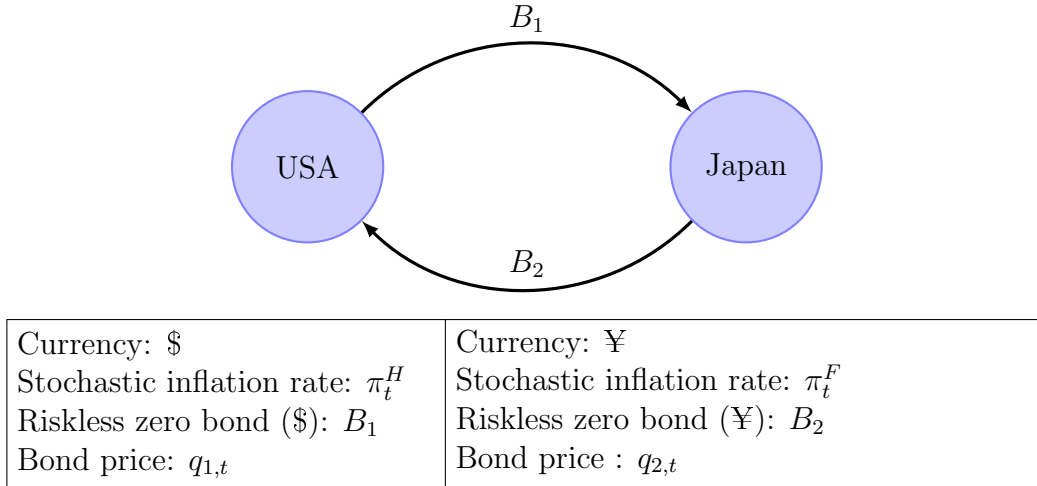 B₁
USA
Japan
B₂
Currency: $
Stochastic inflation rate: π_t^H
Riskless zero bond ($): B₁
Bond price: q_{1,t}
Currency: ¥
Stochastic inflation rate: π_t^F
Riskless zero bond (¥): B₂
Bond price : q_{2,t}